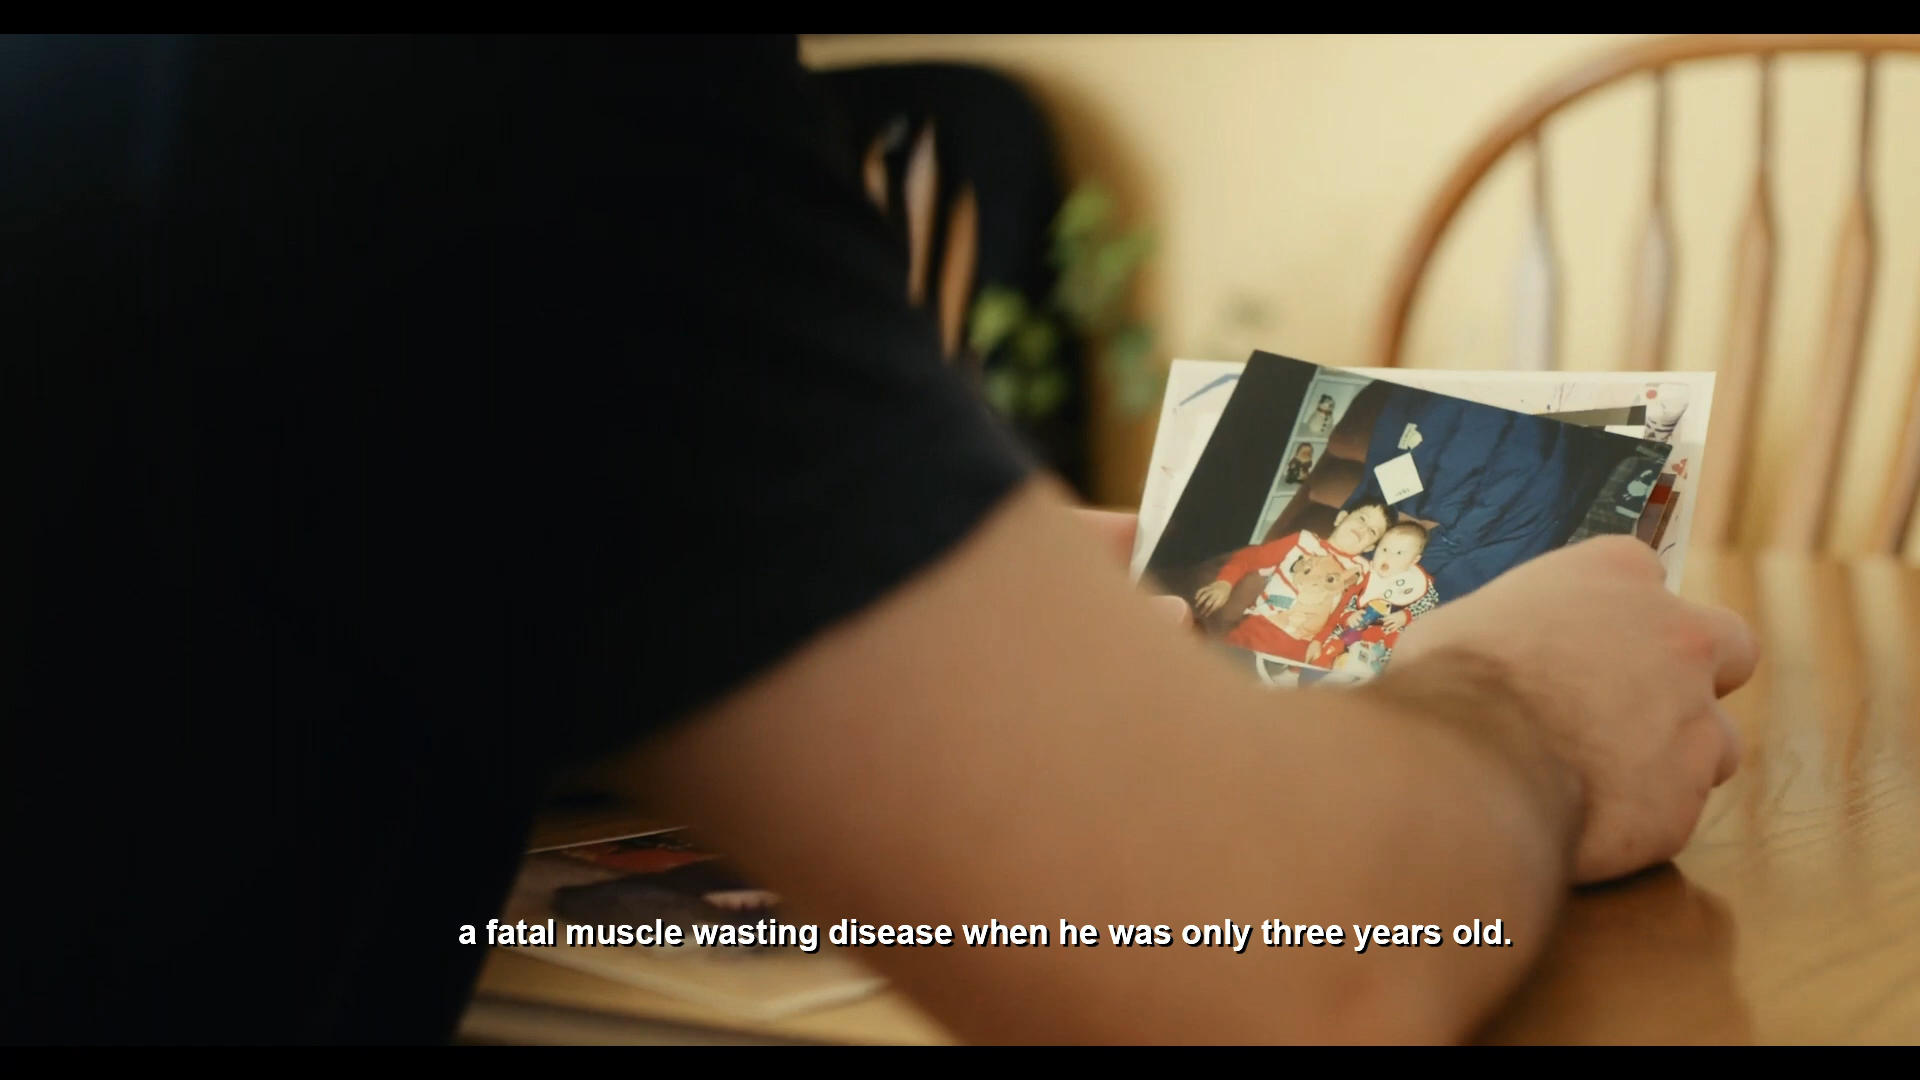 a fatal muscle wasting disease when he was only three years old.